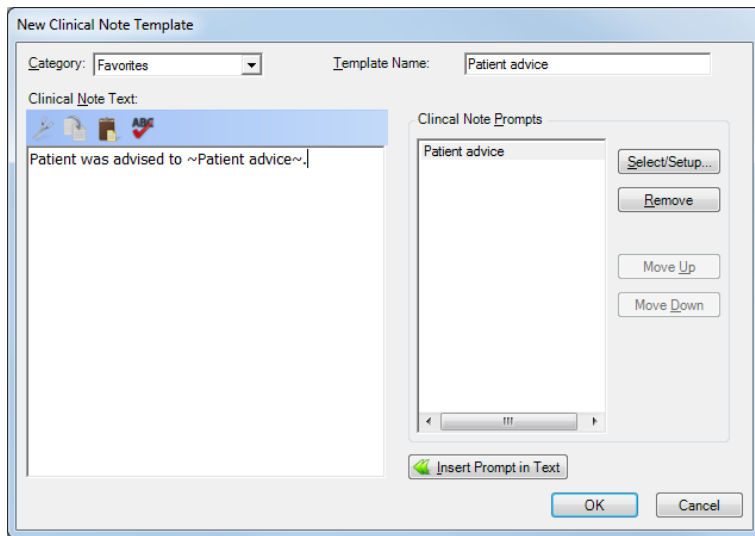 New Clinical Note Template
Category: Favorites Template Name: Patient advice
Clinical Note Text:
ABC
Patient was advised to ~Patient advice~.
Clincal Note Prompts
Patient advice
Select/Setup...
Remove
Move Up
Move Down
Insert Prompt in Text
OK Cancel